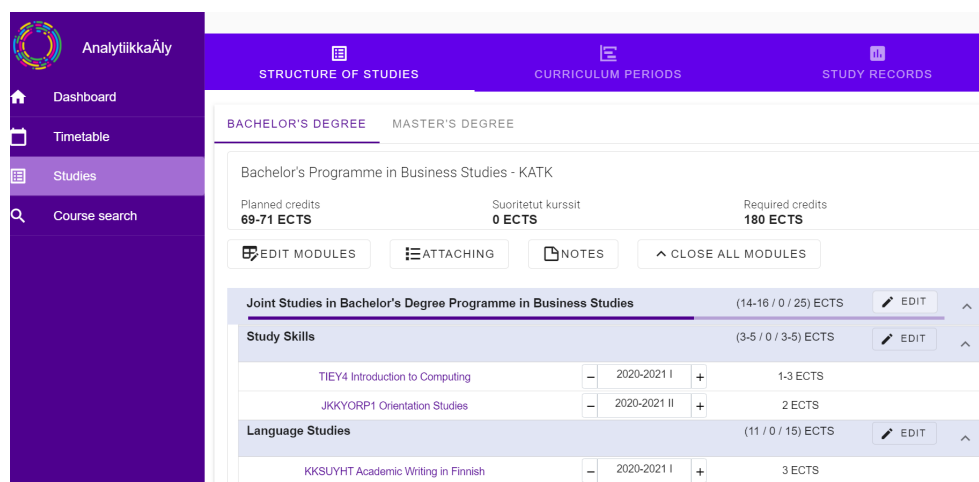 AnalytiikkaÄly
Dashboard
Timetable
Studies
Course search
STRUCTURE OF STUDIES
CURRICULUM PERIODS
STUDY RECORDS
BACHELOR'S DEGREE
MASTER'S DEGREE
Bachelor's Programme in Business Studies - KATK
Planned credits
69-71 ECTS
Suoritetut kurssit
0 ECTS
Required credits
180 ECTS
EDIT MODULES
ATTACHING
NOTES
CLOSE ALL MODULES
Joint Studies in Bachelor's Degree Programme in Business Studies (14-16 / 0 / 25) ECTS EDIT
Study Skills (3-5 / 0 / 3-5) ECTS EDIT
TIEY4 Introduction to Computing – 2020-2021 I + 1-3 ECTS
JKKYORP1 Orientation Studies – 2020-2021 II + 2 ECTS
Language Studies (11 / 0 / 15) ECTS EDIT
KKSUYHT Academic Writing in Finnish – 2020-2021 I + 3 ECTS